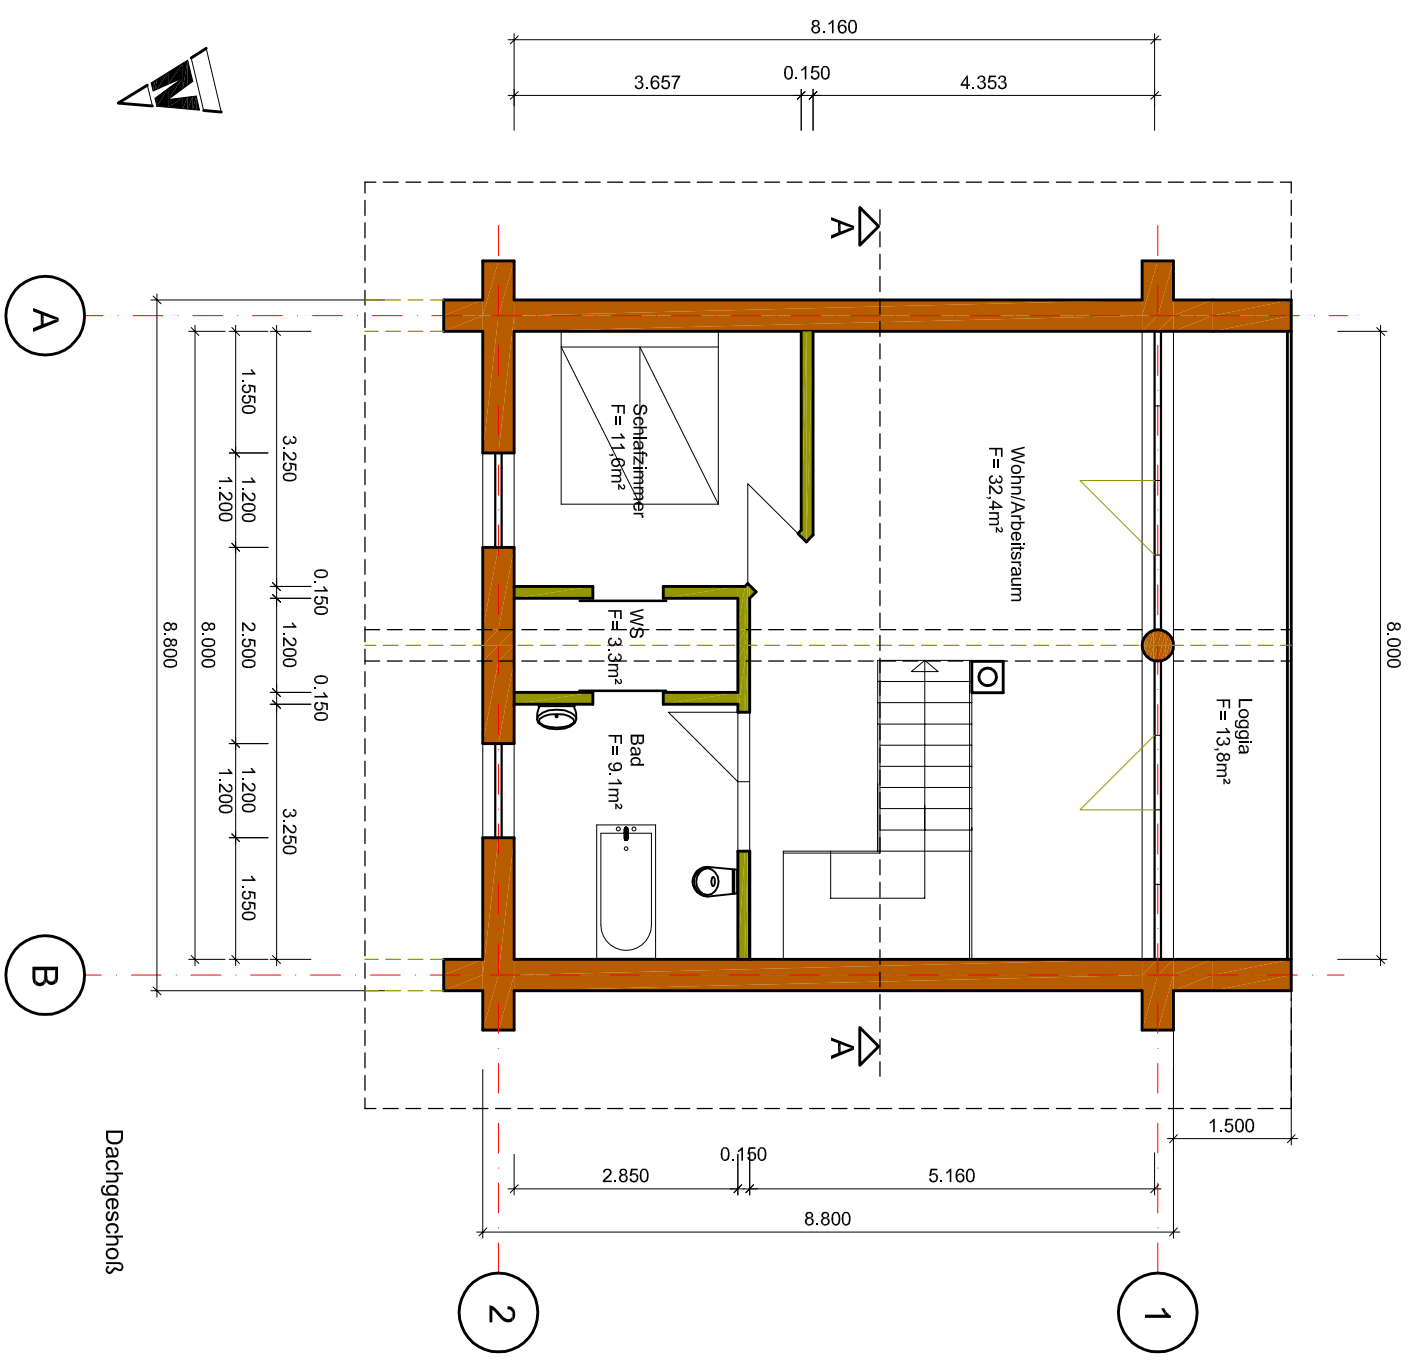 8.160
3.657
0.150
4.353
N
A
A
1.550
3.250
1.200
1.200
0.150
8.800
8.000
2.500
1.200
0.150
1.200
1.200
3.250
1.550
B
Schlafzimmer
F= 11,6m²
Wohn/Arbeitsraum
F= 32,4m²
WS
F= 3.3m²
Bad
F= 9.1m²
Loggia
F= 13,8m²
8.000
A
1.500
0.150
2.850
5.160
8.800
2
1
Dachgeschoß